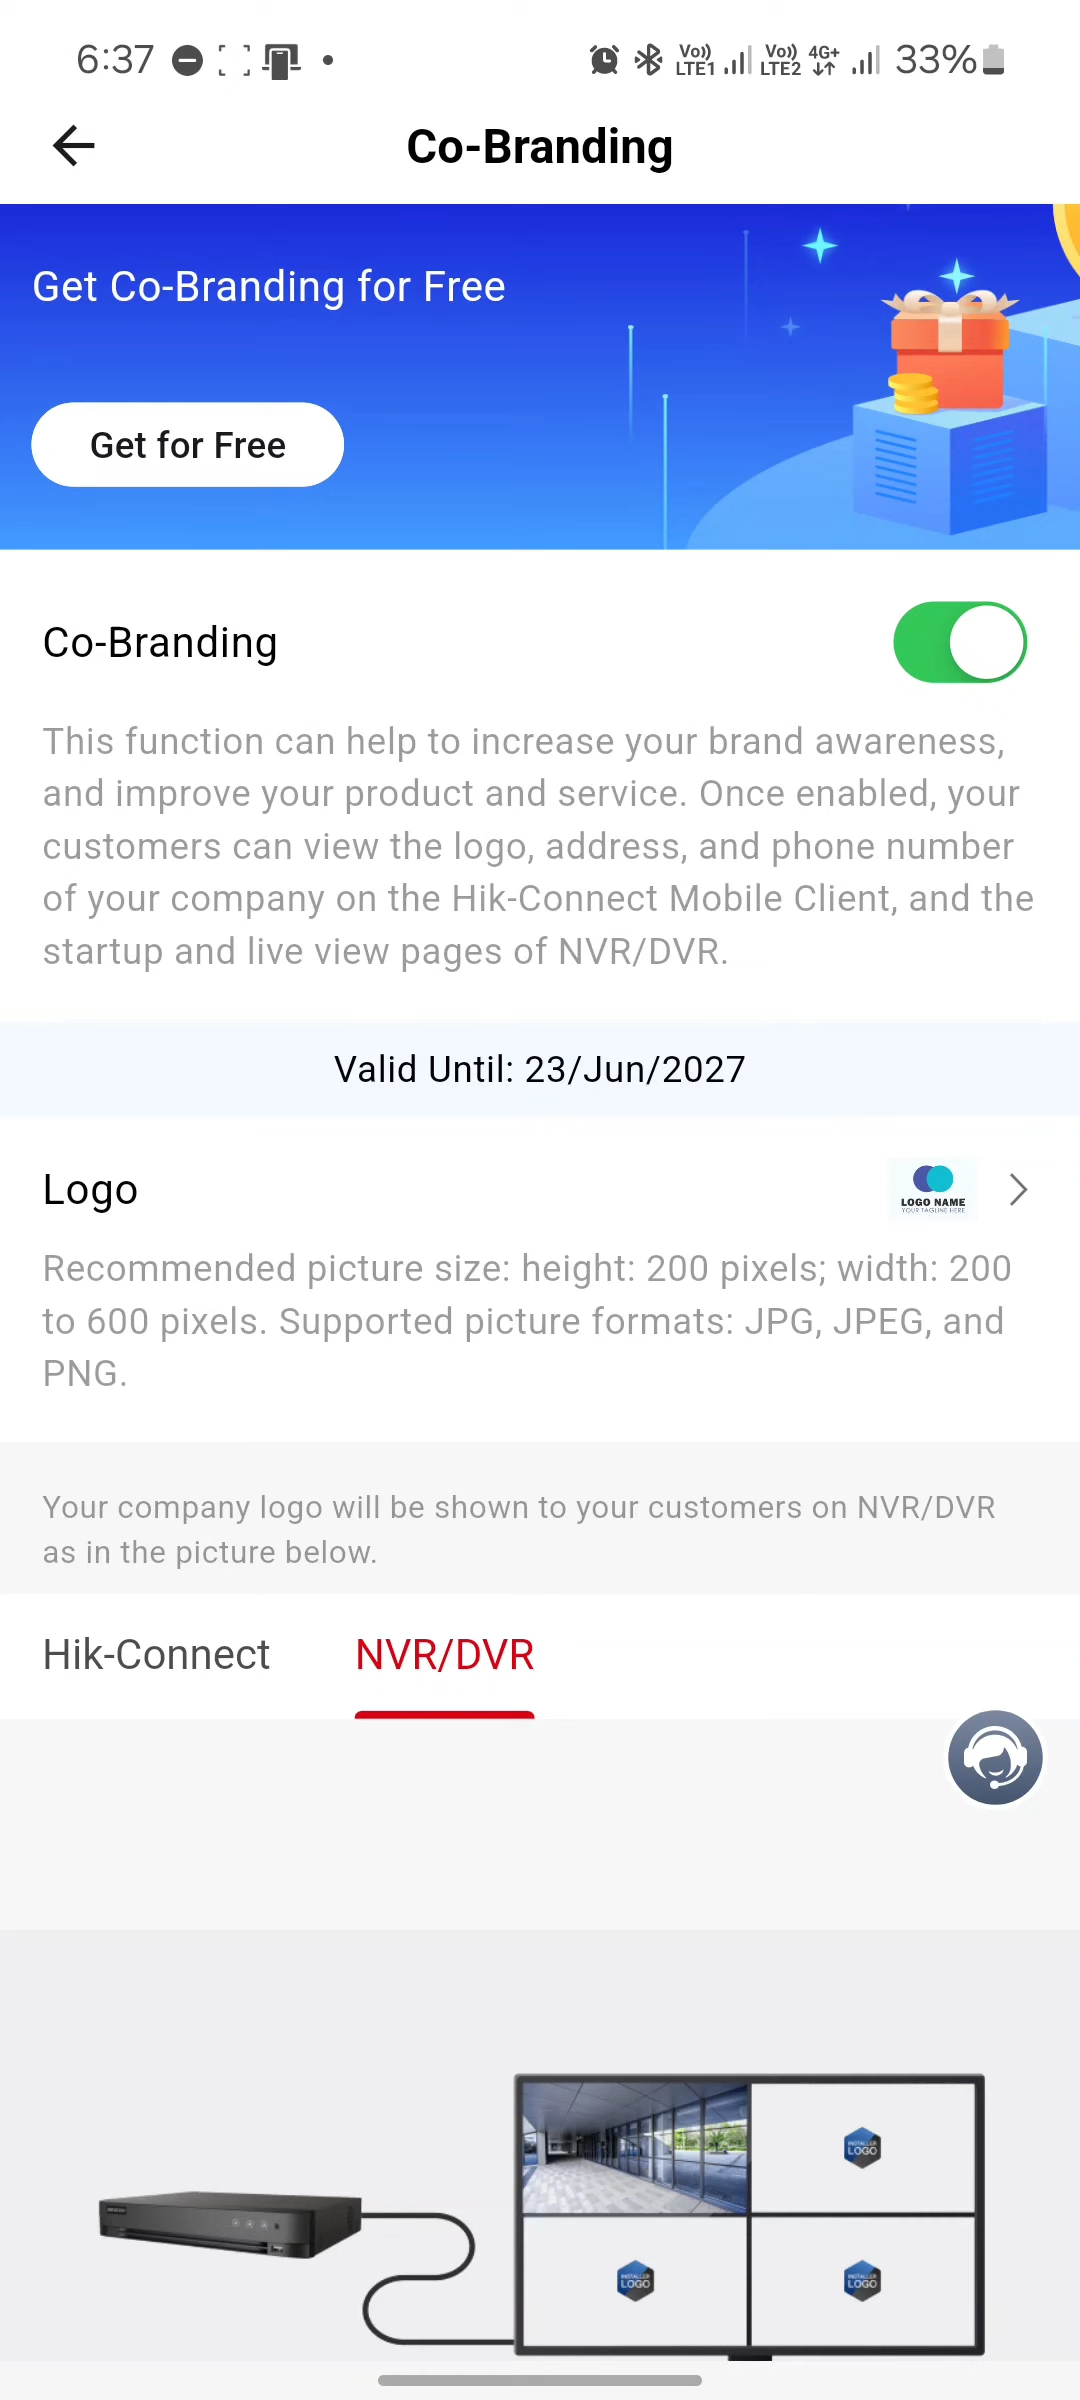 6:37
Vo)) LTE1
Vo)) LTE2
4G+
33%
Co-Branding
Get Co-Branding for Free
Get for Free
Co-Branding
This function can help to increase your brand awareness,
and improve your product and service. Once enabled, your
customers can view the logo, address, and phone number
of your company on the Hik-Connect Mobile Client, and the
startup and live view pages of NVR/DVR.
Valid Until: 23/Jun/2027
Logo
LOGO NAME
YOUR TAGLINE HERE
Recommended picture size: height: 200 pixels; width: 200
to 600 pixels. Supported picture formats: JPG, JPEG, and
PNG.
Your company logo will be shown to your customers on NVR/DVR
as in the picture below.
Hik-Connect
NVR/DVR
INSTALLER
LOGO
INSTALLER
LOGO
INSTALLER
LOGO